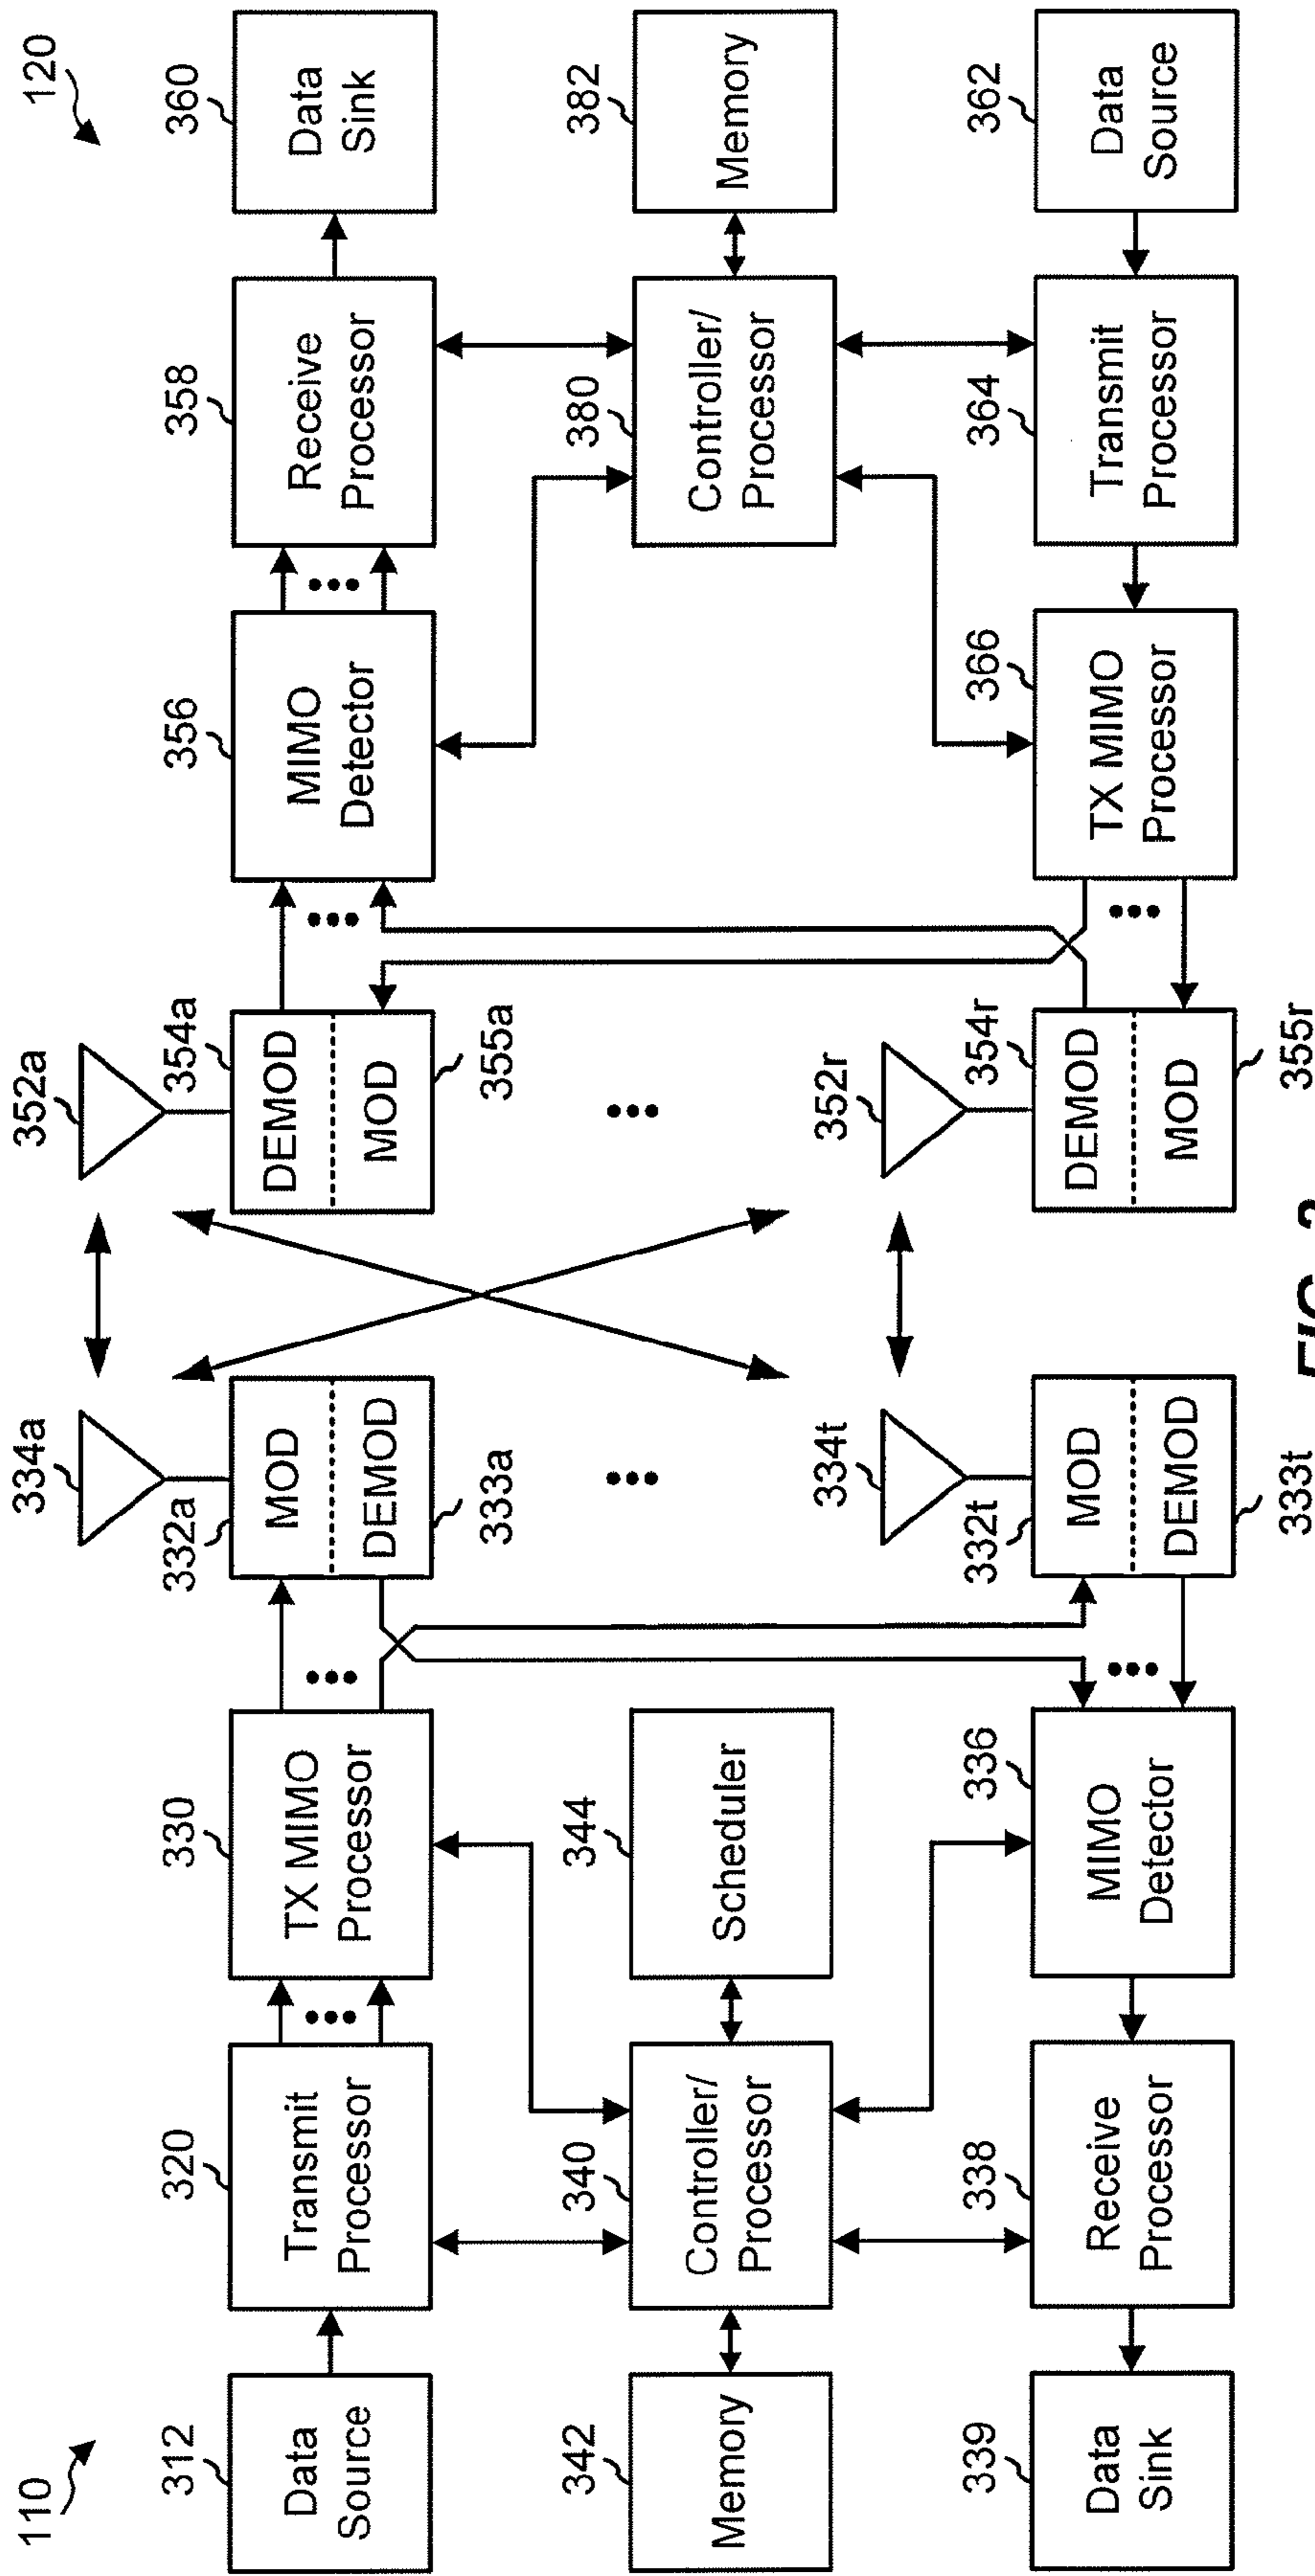 110
120
312
Data
Source
320
Transmit
Processor
330
TX MIMO
Processor
332a
MOD
DEMOD
333a
334a
352a
354a
DEMOD
MOD
355a
356
MIMO
Detector
358
Receive
Processor
360
Data
Sink
342
Memory
340
Controller/
Processor
344
Scheduler
380
Controller/
Processor
382
Memory
339
Data
Sink
338
Receive
Processor
336
MIMO
Detector
332t
MOD
DEMOD
333t
334t
352r
354r
DEMOD
MOD
355r
366
TX MIMO
Processor
364
Transmit
Processor
362
Data
Source
FIG.